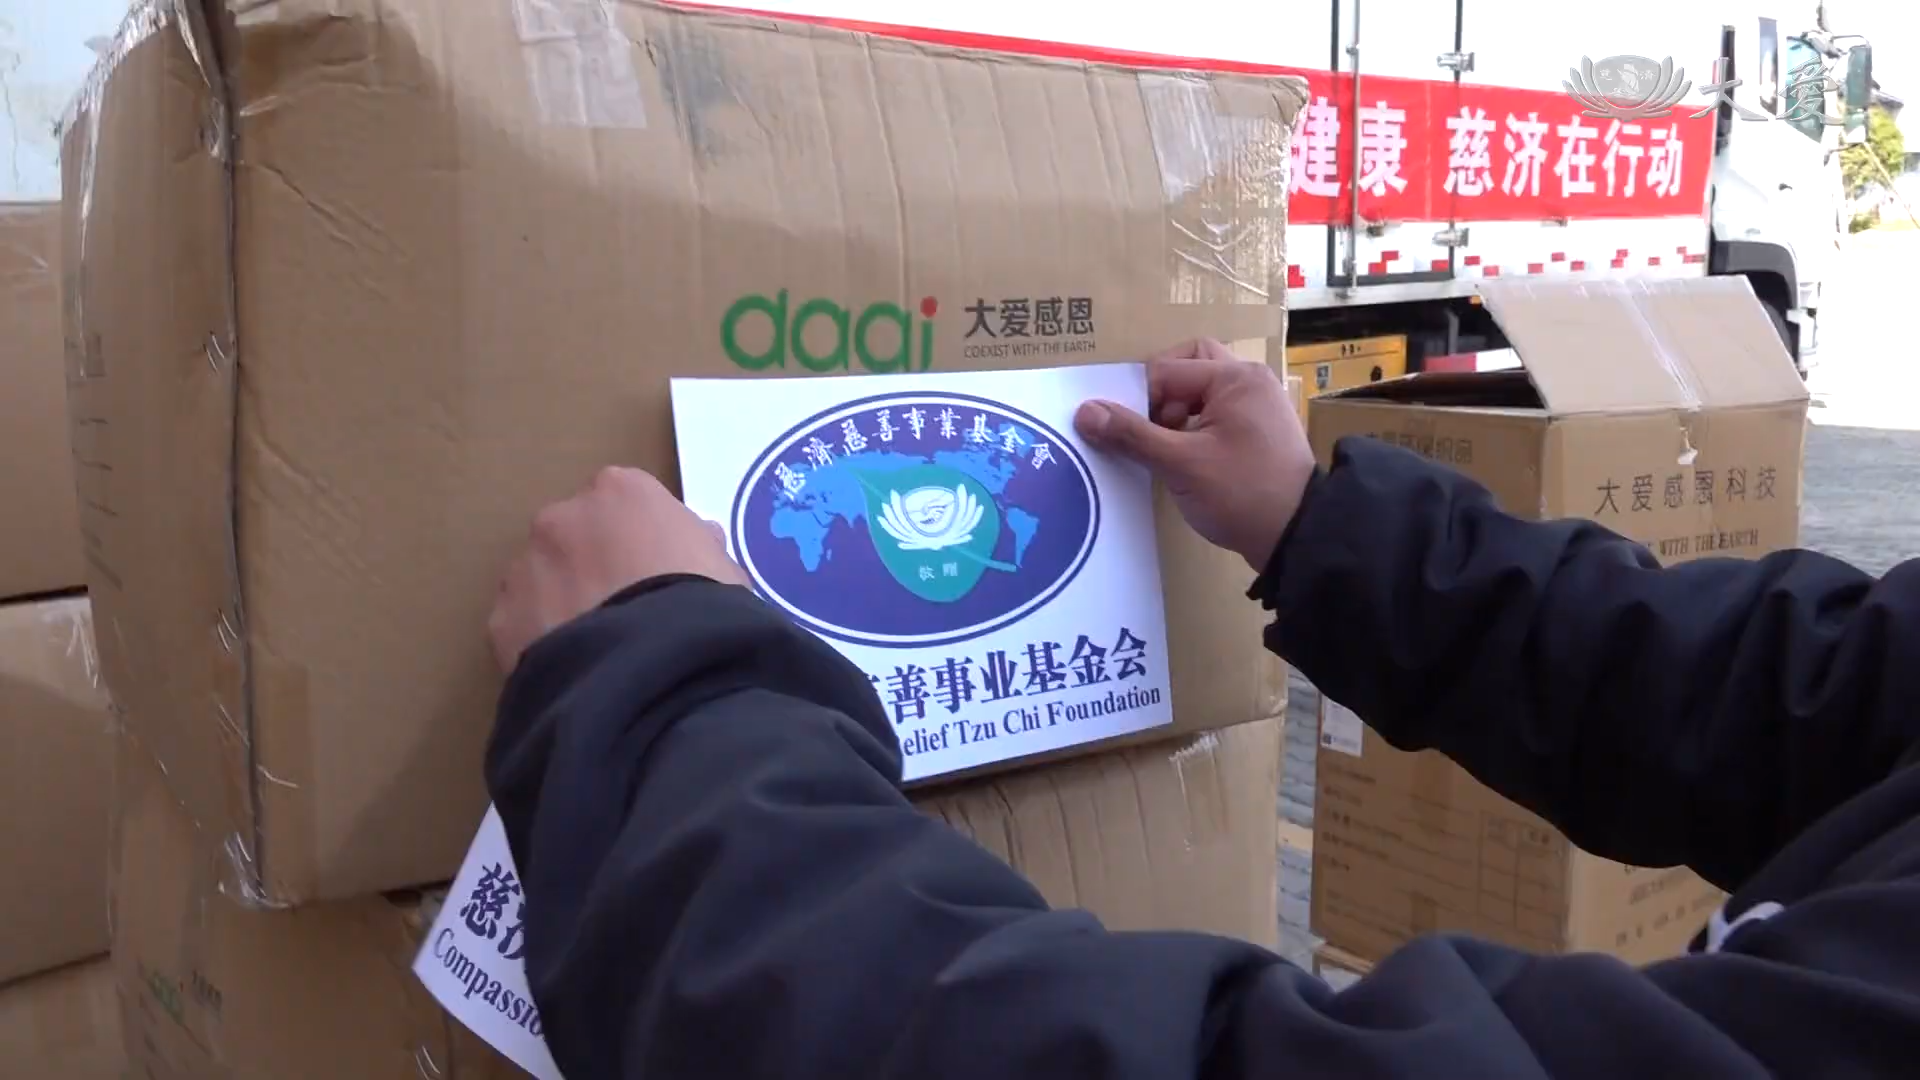 大爱
健康 慈济在行动
daai 大爱感恩
COEXIST WITH THE EARTH
慈濟慈善事業基金會
敬贈
善事业基金会
elief Tzu Chi Foundation
大爱感恩科技
WITH THE EARTH
慈济
Compassio